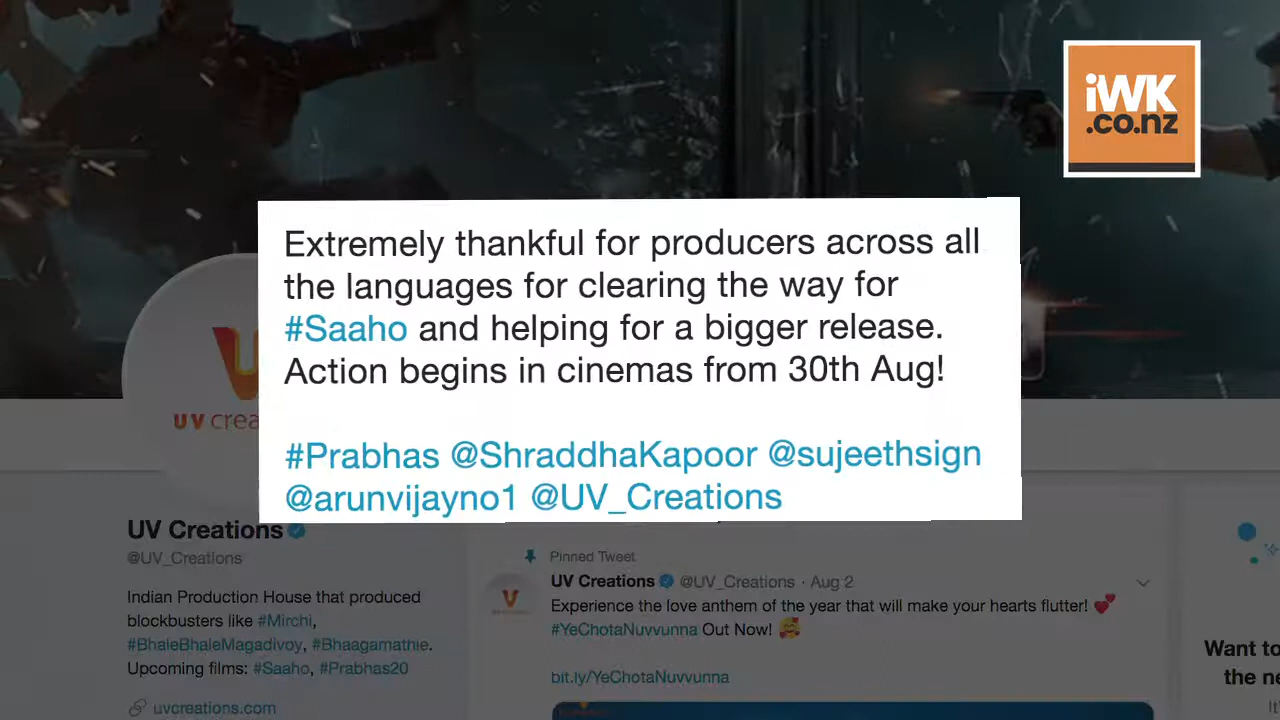 iWK
.co.nz
Extremely thankful for producers across all
the languages for clearing the way for
#Saaho and helping for a bigger release.
Action begins in cinemas from 30th Aug!
#Prabhas @ShraddhaKapoor @sujeethsign
@arunvijayno1 @UV_Creations
UV crea
UV Creations
@UV_Creations
Indian Production House that produced
blockbusters like #Mirchi,
#BhaleBhaleMagadivoy, #Bhaagamathie.
Upcoming films: #Saaho, #Prabhas20
uvcreations.com
Pinned Tweet
UV Creations @UV_Creations · Aug 2
Experience the love anthem of the year that will make your hearts flutter! 💕
#YeChotaNuvvunna Out Now! 🥰
bit.ly/YeChotaNuvvunna
Want to
the ne